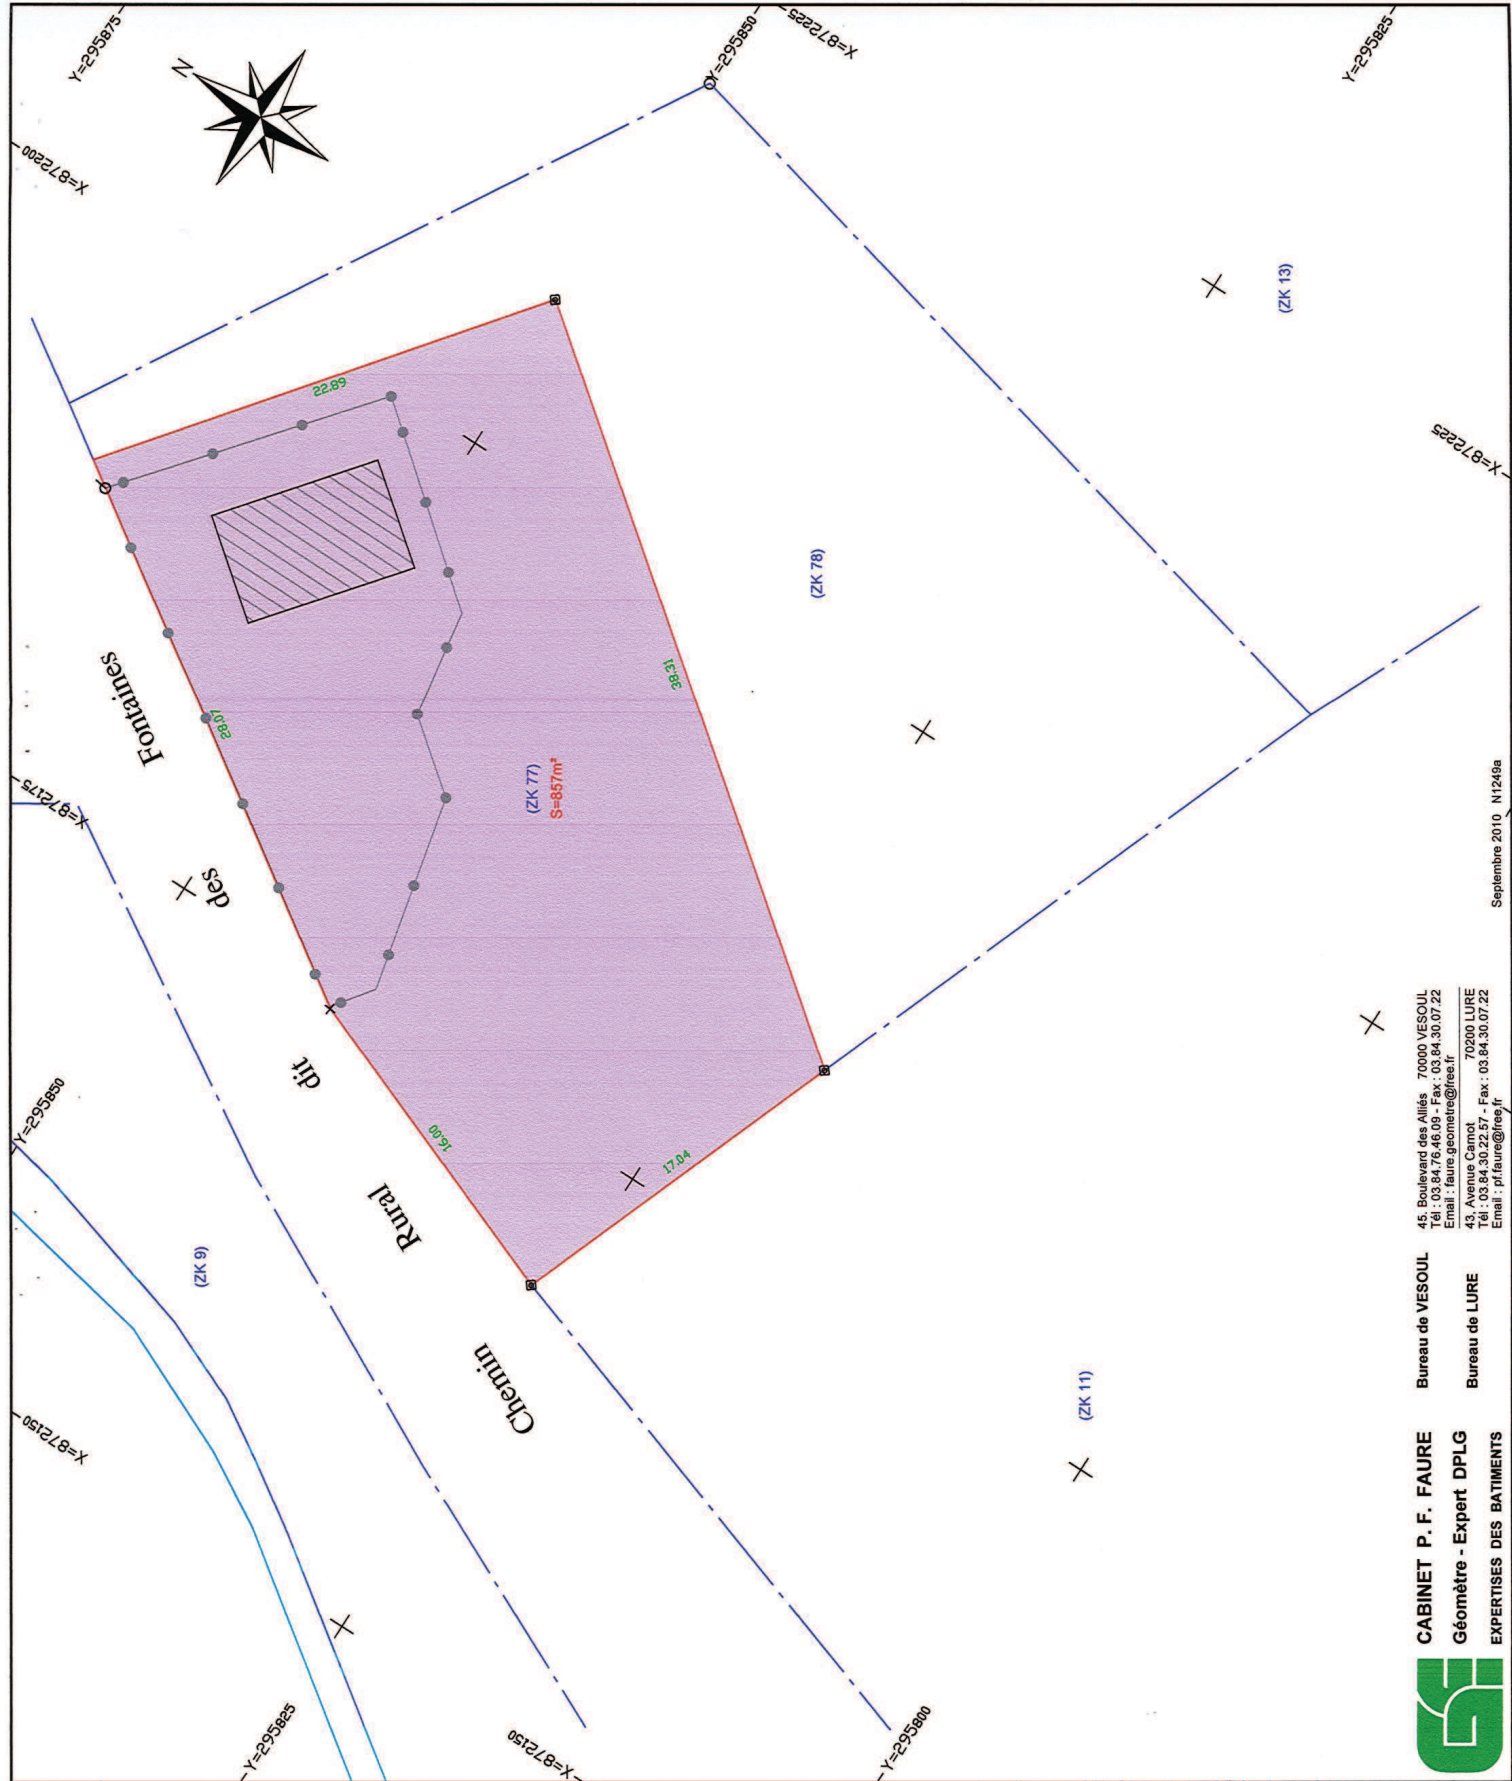 Y=295875
X=872200
N
Y=295850
X=872225
Y=295825
X=872225
(ZK 13)
(ZK 78)
22.89
38.31
28.07
(ZK 77)
S=857m²
16.00
17.04
Chemin Rural dit des Fontaines
X=872175
Y=295850
(ZK 9)
X=872150
Y=295825
X=872150
Y=295800
(ZK 11)
CABINET P. F. FAURE
Géomètre - Expert DPLG
EXPERTISES DES BATIMENTS
Bureau de VESOUL
45, Boulevard des Alliés 70000 VESOUL
Tél : 03.84.76.46.09 - Fax : 03.84.30.07.22
Email : faure.geometre@free.fr
Bureau de LURE
43, Avenue Carnot 70200 LURE
Tél : 03.84.30.22.57 - Fax : 03.84.30.07.22
Email : pf.faure@free.fr
Septembre 2010 N1249a